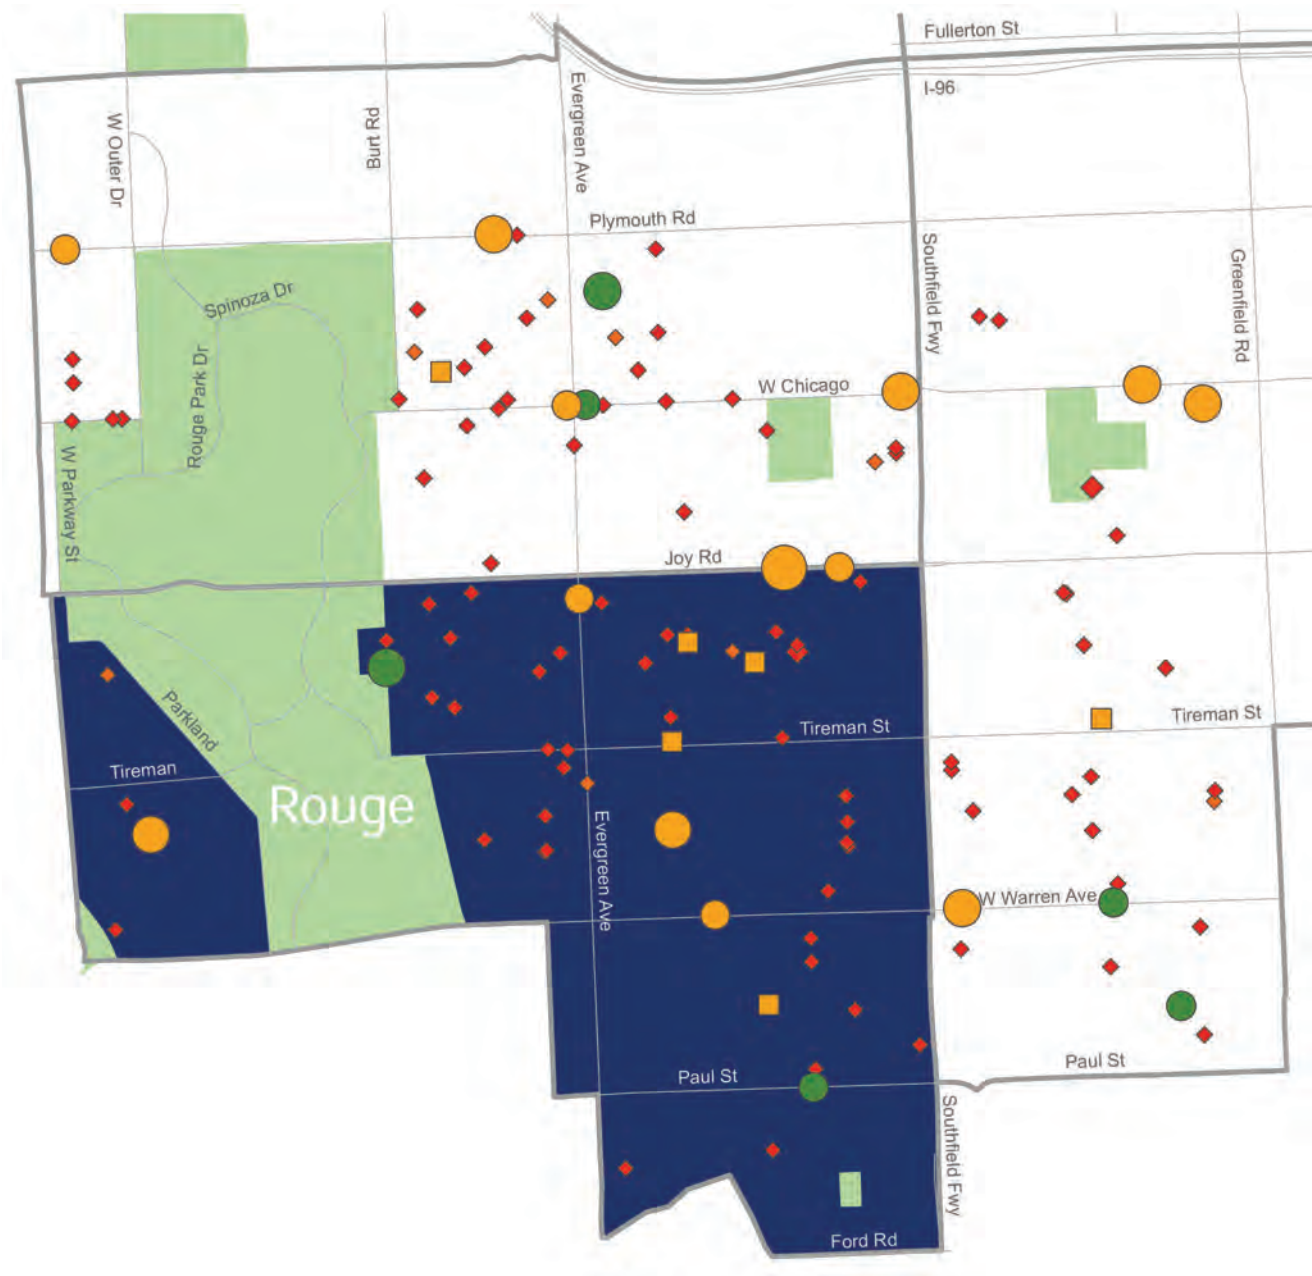 Fullerton St
I-96
Evergreen Ave
W Outer Dr
Burt Rd
Plymouth Rd
Southfield Fwy
Greenfield Rd
Spinoza Dr
Rouge Park Dr
W Chicago
W Parkway St
Joy Rd
Parkland
Tireman St
Tireman St
Tireman
Rouge
Evergreen Ave
W Warren Ave
Paul St
Paul St
Southfield Fwy
Ford Rd